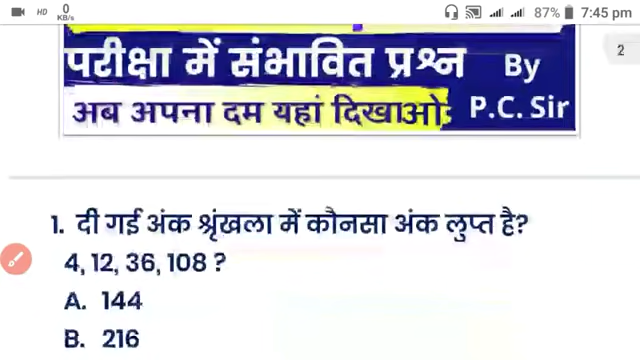 HD 0 KB/s 87% 7:45 pm
2
परीक्षा में संभावित प्रश्न By
अब अपना दम यहां दिखाओ: P.C. Sir
1. दी गई अंक श्रृंखला में कौनसा अंक लुप्त है?
4, 12, 36, 108 ?
A. 144
B. 216